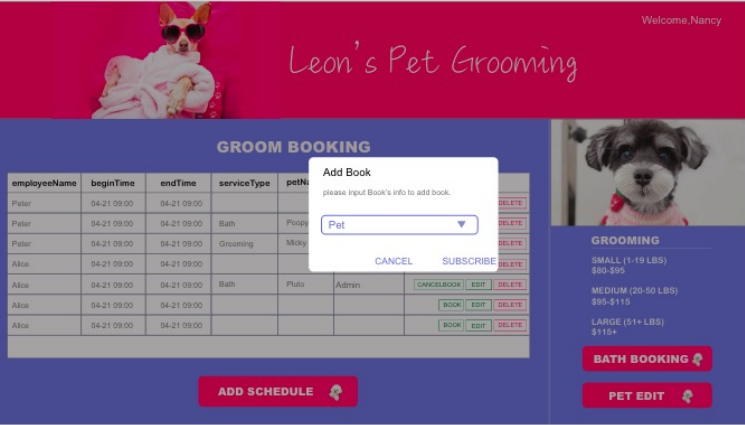 Welcome,Nancy
Leon's Pet Grooming
GROOM BOOKING
employeeName beginTime endTime serviceType
Peter 04-21 09:00 04-21 09:00 DELETE
Peter 04-21 09:00 04-21 09:00 Bath Poopy DELETE
Peter 04-21 09:00 04-21 09:00 Grooming Micky DELETE
Alice 04-21 09:00 04-21 09:00 DELETE
Alice 04-21 09:00 04-21 09:00 Bath Pluto Admin CANCELBOOK EDIT DELETE
Alice 04-21 09:00 04-21 09:00 BOOK EDIT DELETE
Alice 04-21 09:00 04-21 09:00 BOOK EDIT DELETE
ADD SCHEDULE
Add Book
please input Book's info to add book.
Pet
CANCEL SUBSCRIBE
GROOMING
SMALL (1-19 LBS)
$80-$95
MEDIUM (20-50 LBS)
$95-$115
LARGE (51+ LBS)
$115+
BATH BOOKING
PET EDIT